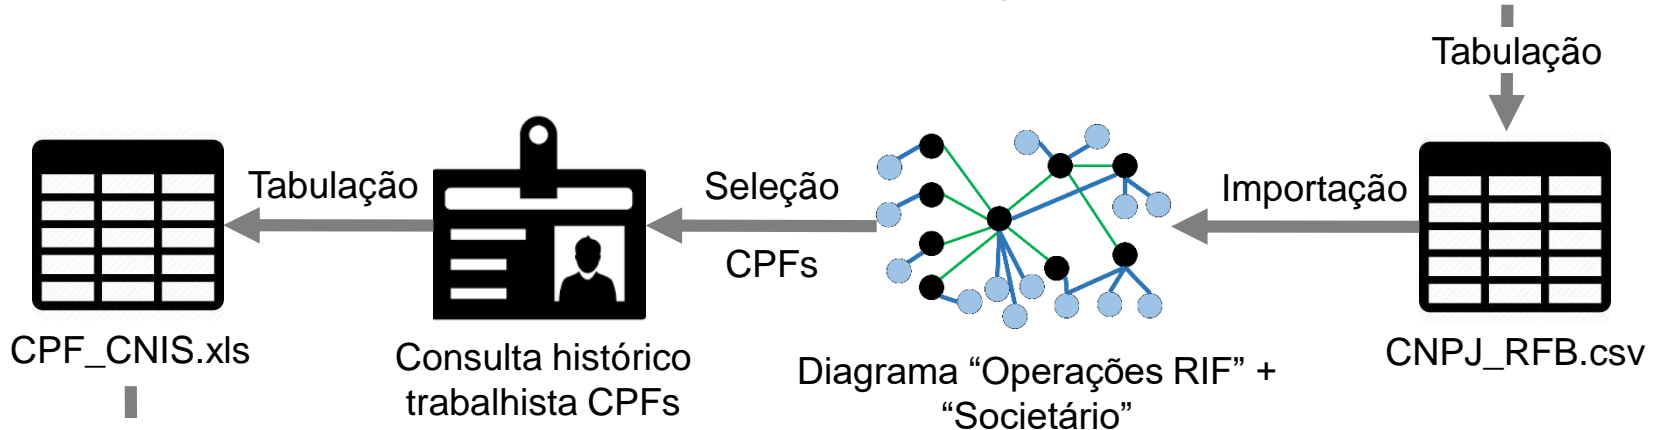 Tabulação
Tabulação
Seleção
CPFs
Importação
CPF_CNIS.xls
Consulta histórico
trabalhista CPFs
Diagrama “Operações RIF” +
“Societário”
CNPJ_RFB.csv